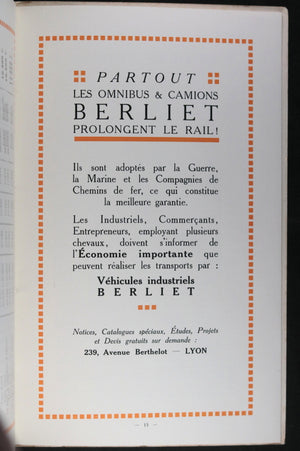 PARTOUT
LES OMNIBUS & CAMIONS
BERLIET
PROLONGENT LE RAIL!
Ils sont adoptés par la Guerre,
la Marine et les Compagnies de
Chemins de fer, ce qui constitue
la meilleure garantie.
Les Industriels, Commerçants,
Entrepreneurs, employant plusieurs
chevaux, doivent s'informer de
l'Économie importante que
peuvent réaliser les transports par :
Véhicules industriels
BERLIET
Notices, Catalogues spéciaux, Études, Projets
et Devis gratuits sur demande :
239, Avenue Berthelot — LYON